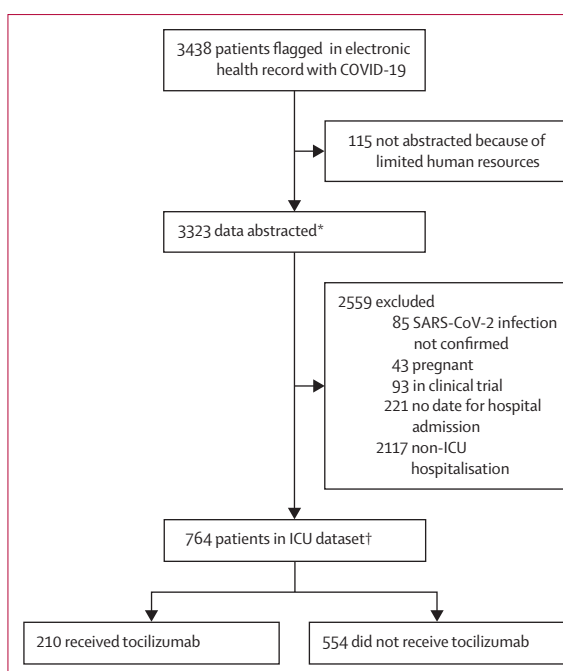 3438 patients flagged in electronic
health record with COVID-19
115 not abstracted because of
limited human resources
3323 data abstracted*
2559 excluded
85 SARS-CoV-2 infection
not confirmed
43 pregnant
93 in clinical trial
221 no date for hospital
admission
2117 non-ICU
hospitalisation
764 patients in ICU dataset†
210 received tocilizumab
554 did not receive tocilizumab